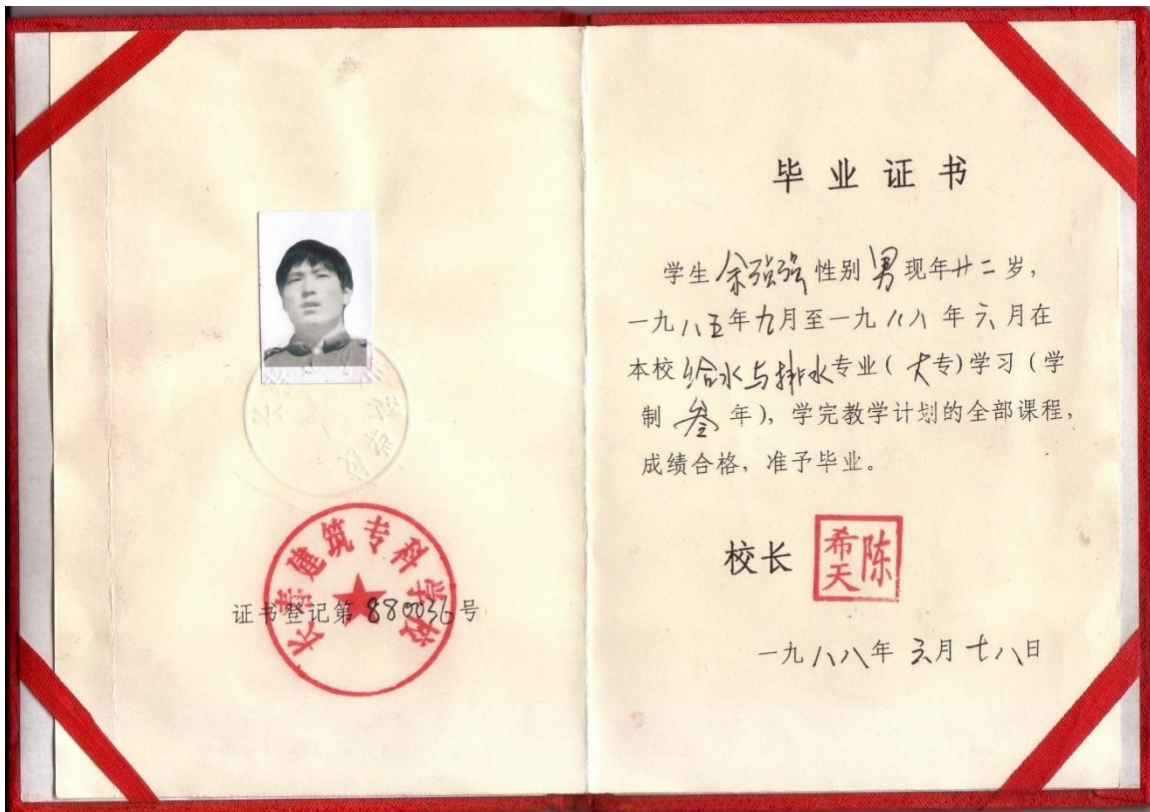 长春建筑专科学校
证书登记第880036号
毕业证书
学生余强强性别男现年廿二岁，
一九八五年九月至一九八八年六月在
本校给水与排水专业(大专)学习(学
制叁年)，学完教学计划的全部课程，
成绩合格，准予毕业。
校长 陈希天
一九八八年六月十八日